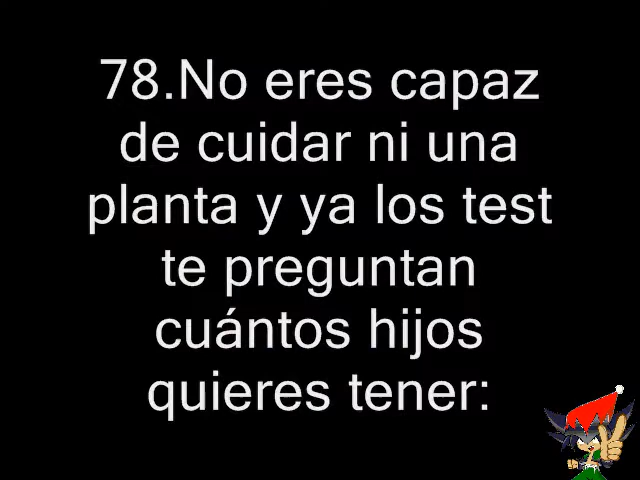 78.No eres capaz
de cuidar ni una
planta y ya los test
te preguntan
cuántos hijos
quieres tener: